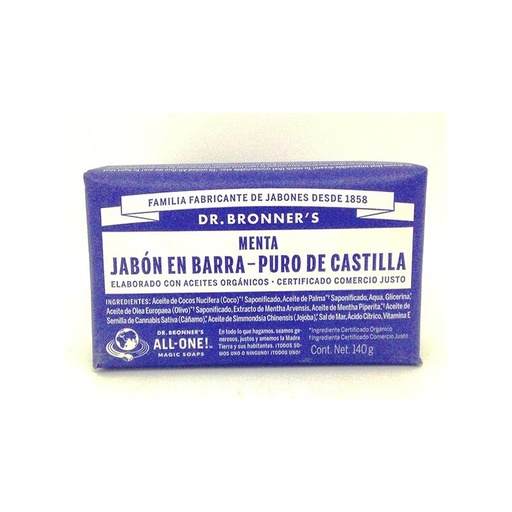 FAMILIA FABRICANTE DE JABONES DESDE 1858
DR. BRONNER'S
MENTA
JABÓN EN BARRA – PURO DE CASTILLA
ELABORADO CON ACEITES ORGÁNICOS · CERTIFICADO COMERCIO JUSTO
INGREDIENTES: Aceite de Cocos Nucifera (Coco)*† Saponificado, Aceite de Palma*† Saponificado, Aqua, Glicerina,
Aceite de Olea Europaea (Olivo)*† Saponificado, Extracto de Mentha Arvensis, Aceite de Mentha Piperita,* Aceite de
Semilla de Cannabis Sativa (Cáñamo),* Aceite de Simmondsia Chinensis (Jojoba),* Sal de Mar, Ácido Cítrico, Vitamina E
DR. BRONNER'S
ALL-ONE!
MAGIC SOAPS
En todo lo que hagamos, seamos ge-
nerosos, justos y amemos la Madre
Tierra y sus habitantes. ¡TODOS SO-
MOS UNO O NINGUNO! ¡TODOS UNO!
*Ingrediente Certificado Orgánico
†Ingrediente Certificado Comercio Justo
Cont. Net. 140 g